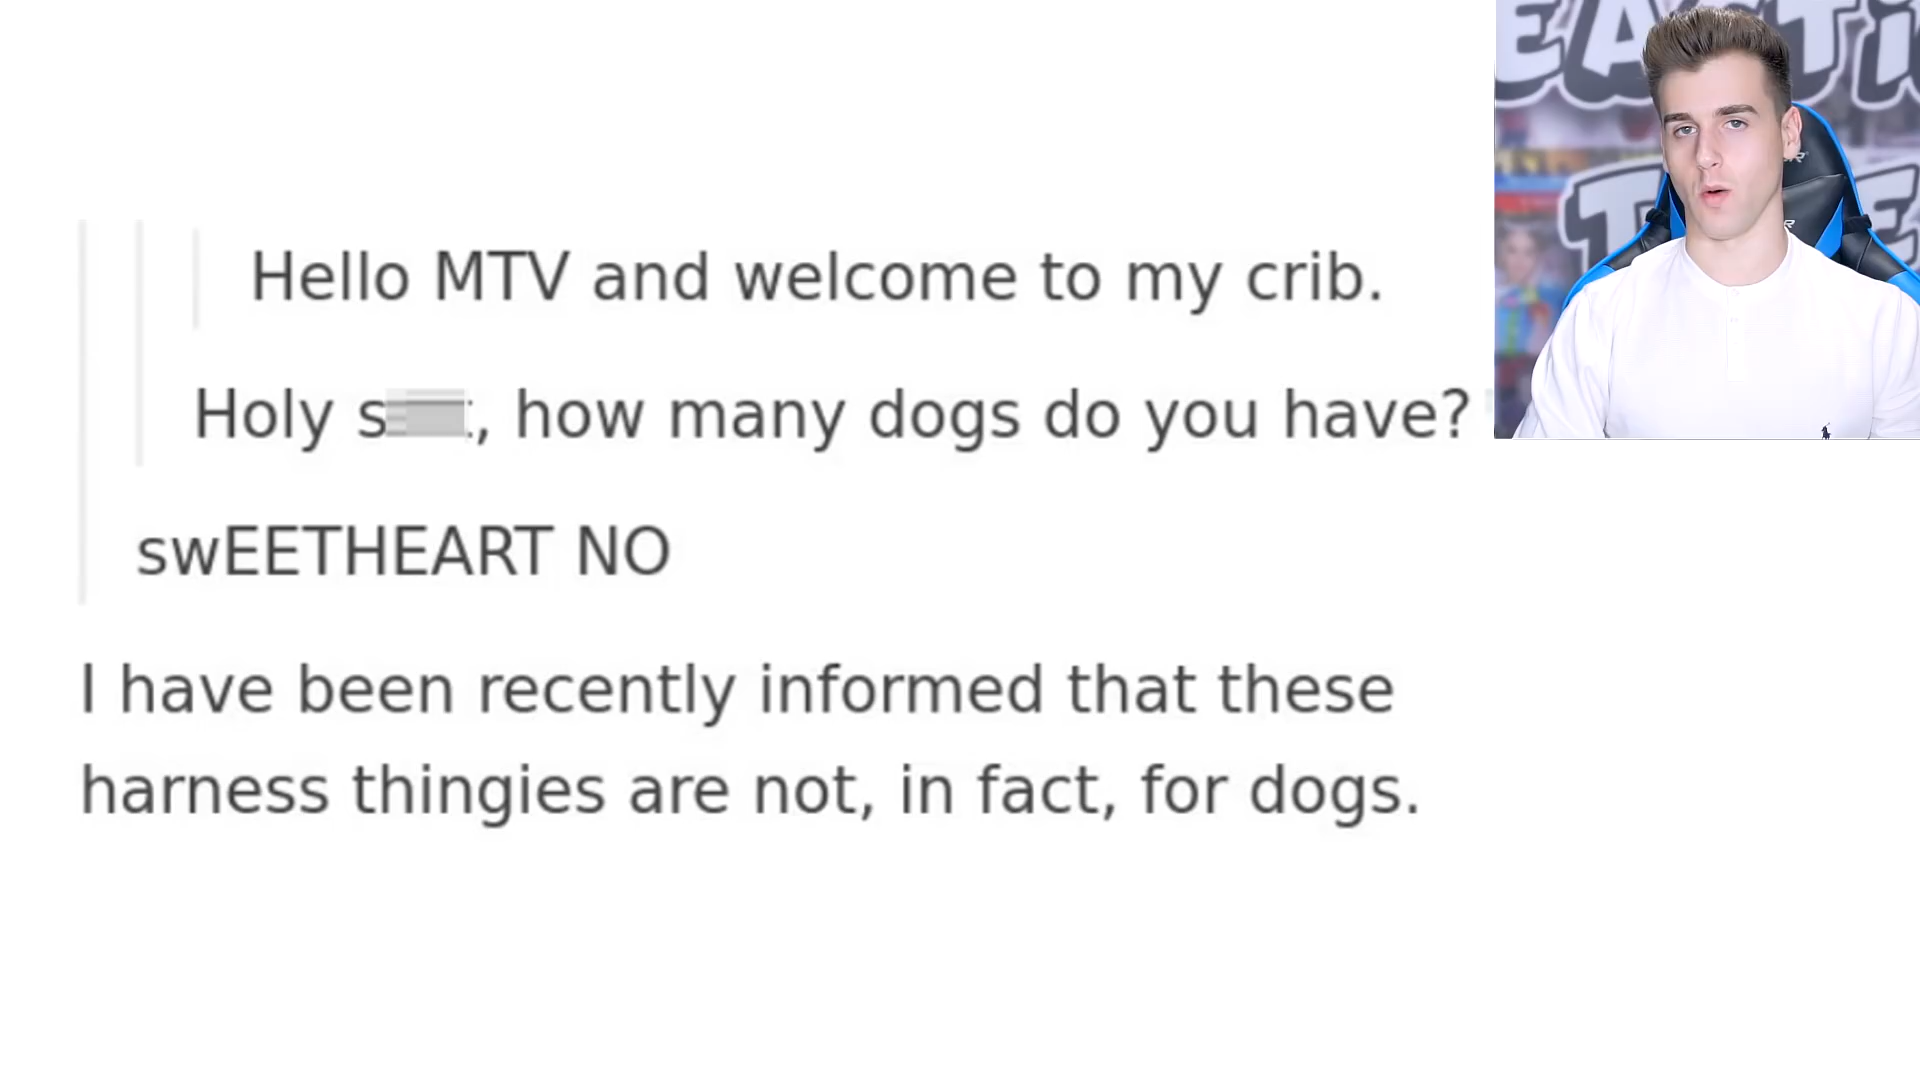 Hello MTV and welcome to my crib.
Holy s, how many dogs do you have?
swEETHEART NO
I have been recently informed that these
harness thingies are not, in fact, for dogs.